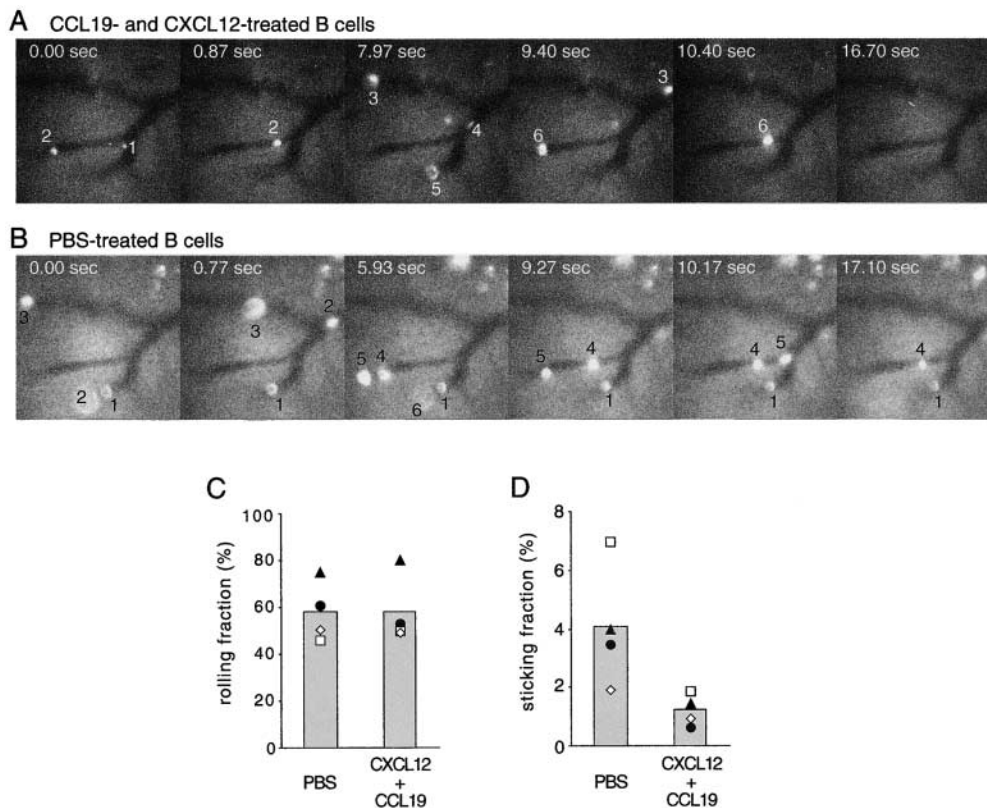 A CCL19- and CXCL12-treated B cells
0.00 sec 0.87 sec 7.97 sec 9.40 sec 10.40 sec 16.70 sec
2 1 2 3 4 5 6 3 6
B PBS-treated B cells
0.00 sec 0.77 sec 5.93 sec 9.27 sec 10.17 sec 17.10 sec
3 2 1 3 2 1 5 4 6 1 5 4 1 4 5 1 4 1
C
rolling fraction (%)
100
80
60
40
20
0
PBS
CXCL12
+
CCL19
D
sticking fraction (%)
8
6
4
2
0
PBS
CXCL12
+
CCL19